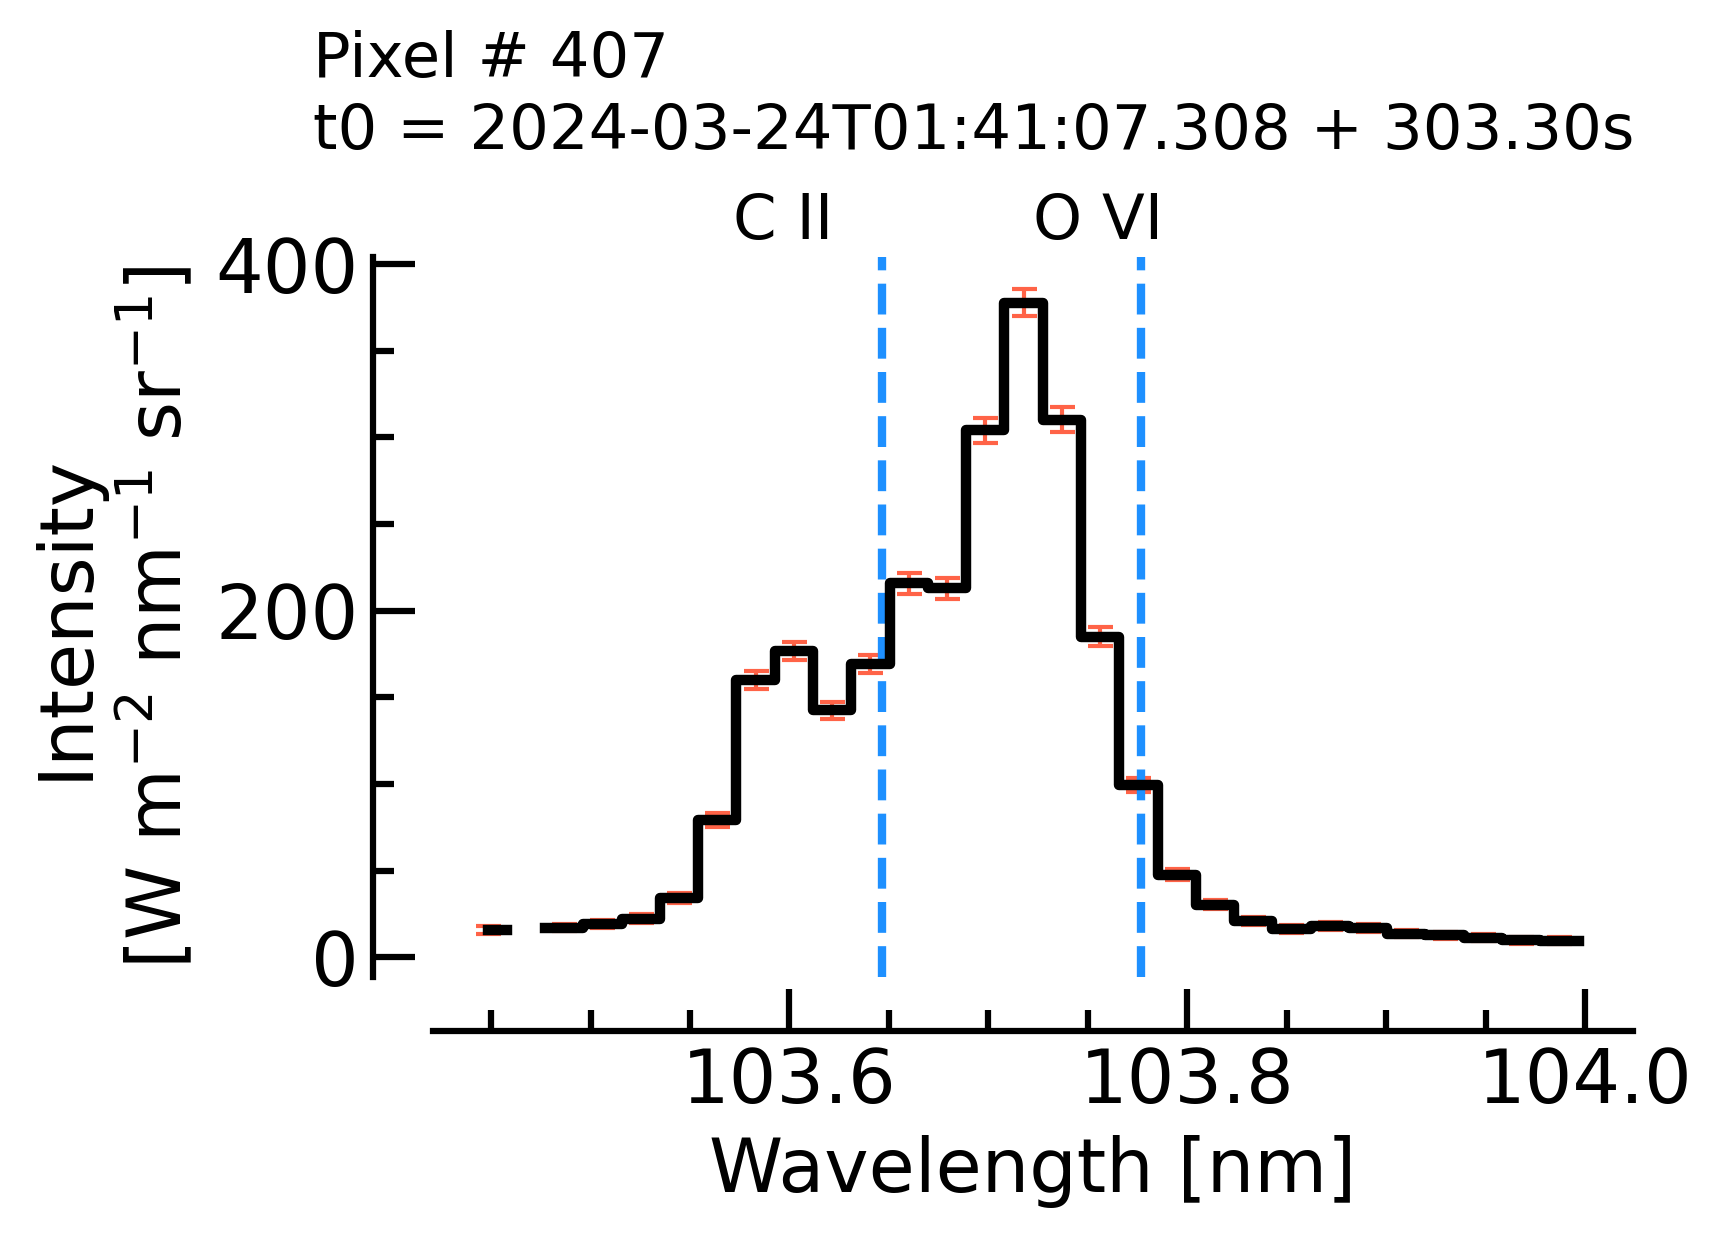 Pixel # 407
t0 = 2024-03-24T01:41:07.308 + 303.30s
C II
O VI
400
200
0
Intensity
[W m⁻² nm⁻¹ sr⁻¹]
103.6
103.8
104.0
Wavelength [nm]